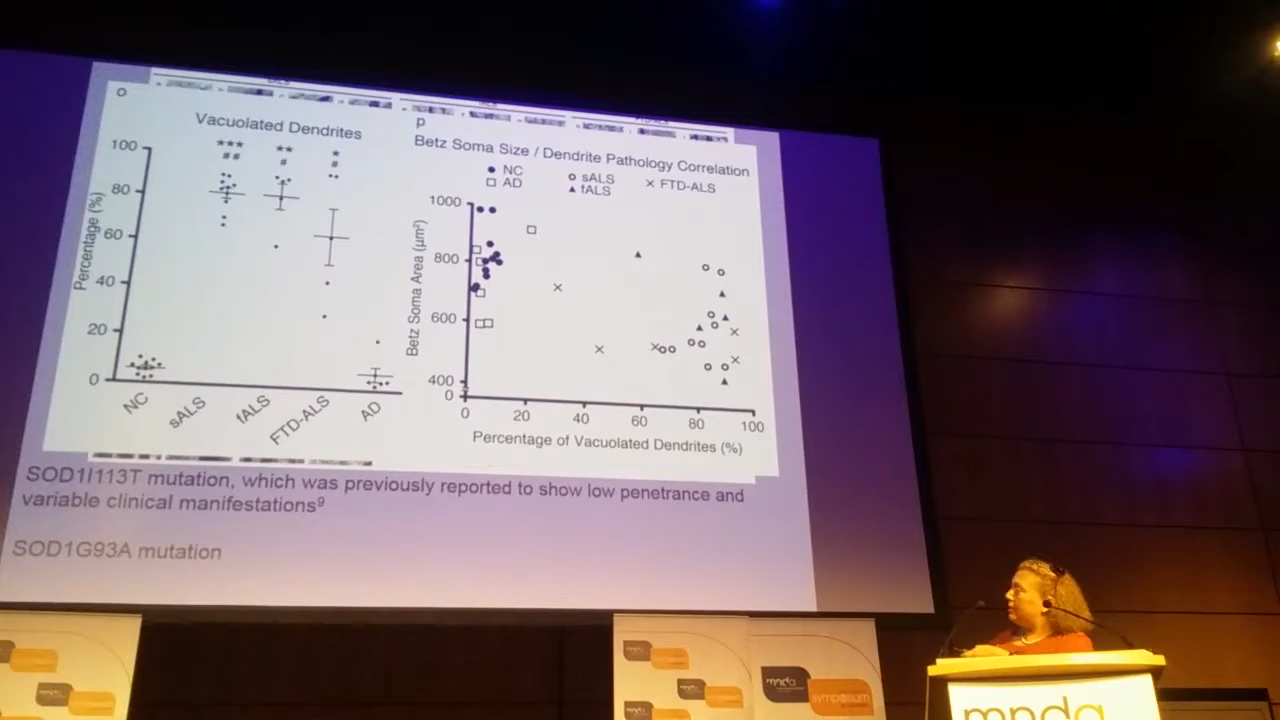 O
Vacuolated Dendrites
***
**
*
##
#
#
100
80
60
40
20
0
Percentage (%)
NC
sALS
fALS
FTD-ALS
AD
P
Betz Soma Size / Dendrite Pathology Correlation
NC
sALS
FTD-ALS
AD
fALS
1000
800
600
400
0
Betz Soma Area (µm²)
0
20
40
60
80
100
Percentage of Vacuolated Dendrites (%)
SOD1I113T mutation, which was previously reported to show low penetrance and
variable clinical manifestations⁹
SOD1G93A mutation
mnda
symposium
mnda